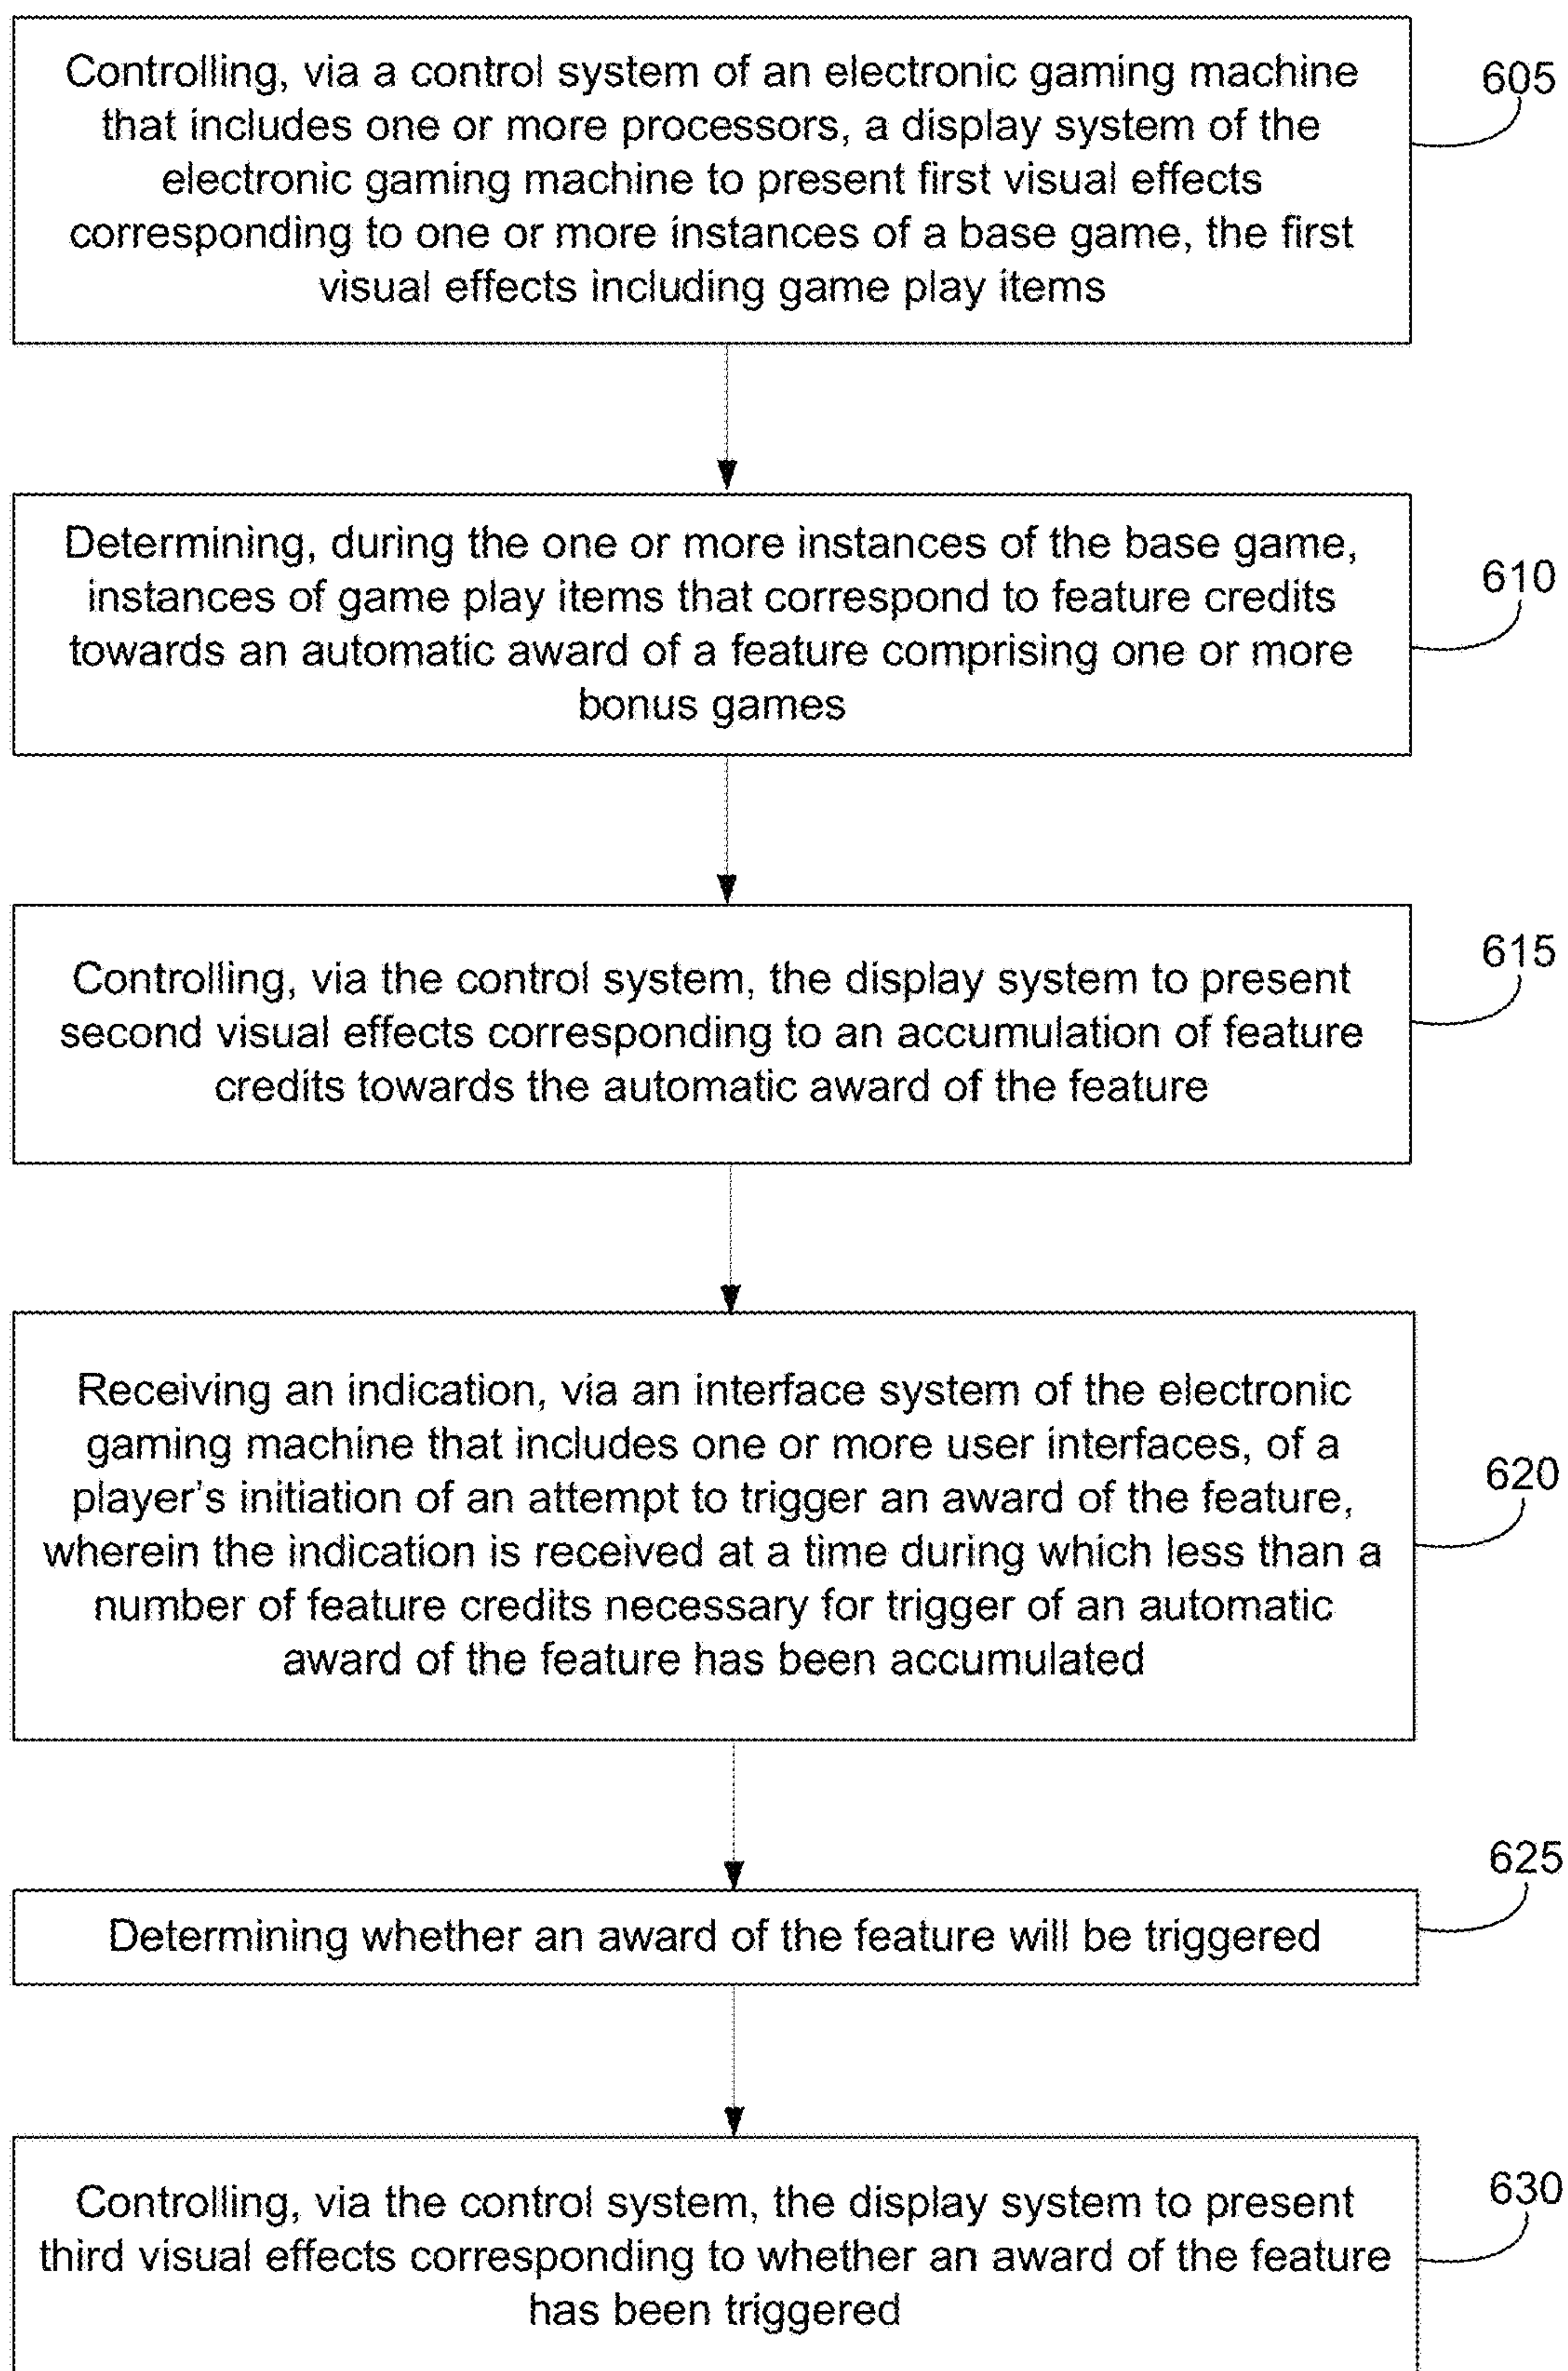 Controlling, via a control system of an electronic gaming machine
that includes one or more processors, a display system of the
electronic gaming machine to present first visual effects
corresponding to one or more instances of a base game, the first
visual effects including game play items
605
Determining, during the one or more instances of the base game,
instances of game play items that correspond to feature credits
towards an automatic award of a feature comprising one or more
bonus games
610
Controlling, via the control system, the display system to present
second visual effects corresponding to an accumulation of feature
credits towards the automatic award of the feature
615
Receiving an indication, via an interface system of the electronic
gaming machine that includes one or more user interfaces, of a
player's initiation of an attempt to trigger an award of the feature,
wherein the indication is received at a time during which less than a
number of feature credits necessary for trigger of an automatic
award of the feature has been accumulated
620
Determining whether an award of the feature will be triggered
625
Controlling, via the control system, the display system to present
third visual effects corresponding to whether an award of the feature
has been triggered
630